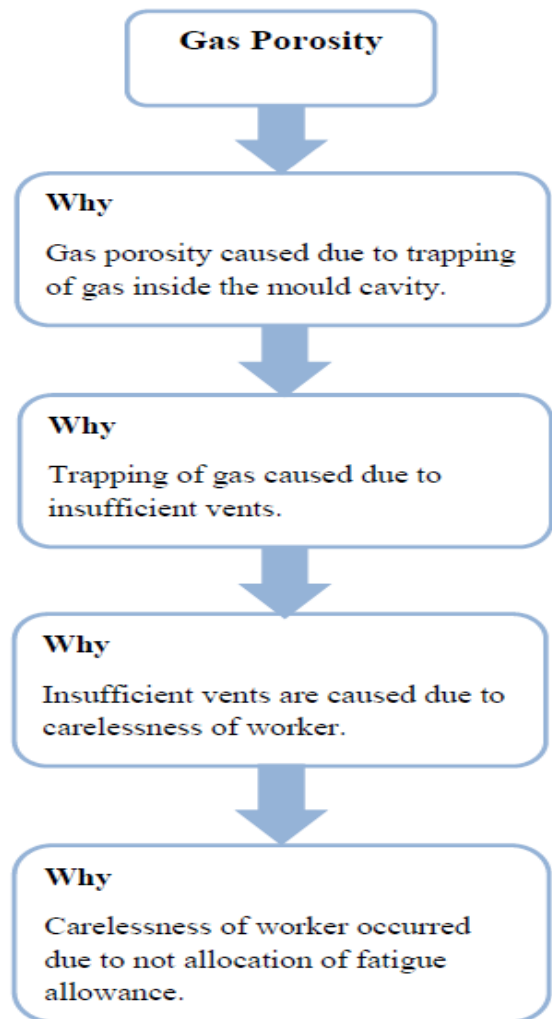 Gas Porosity
Why
Gas porosity caused due to trapping
of gas inside the mould cavity.
Why
Trapping of gas caused due to
insufficient vents.
Why
Insufficient vents are caused due to
carelessness of worker.
Why
Carelessness of worker occurred
due to not allocation of fatigue
allowance.